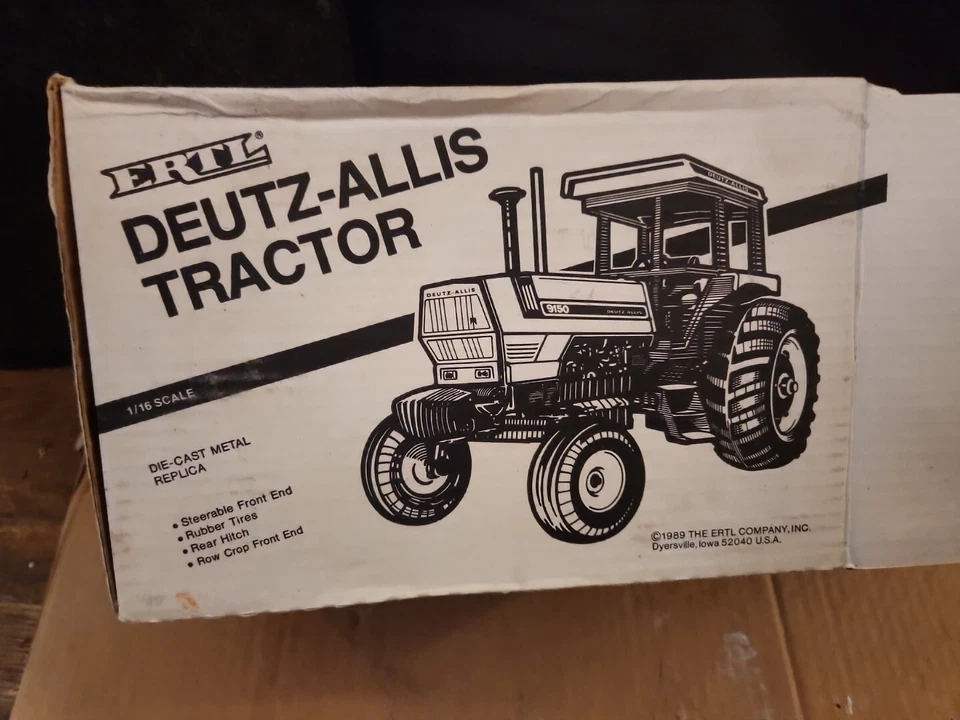 ERTL®
DEUTZ-ALLIS
TRACTOR
DEUTZ-ALLIS
DEUTZ-ALLIS
9150
DEUTZ-ALLIS
1/16 SCALE
DIE-CAST METAL
REPLICA
• Steerable Front End
• Rubber Tires
• Rear Hitch
• Row Crop Front End
©1989 THE ERTL COMPANY, INC.
Dyersville, Iowa 52040 U.S.A.